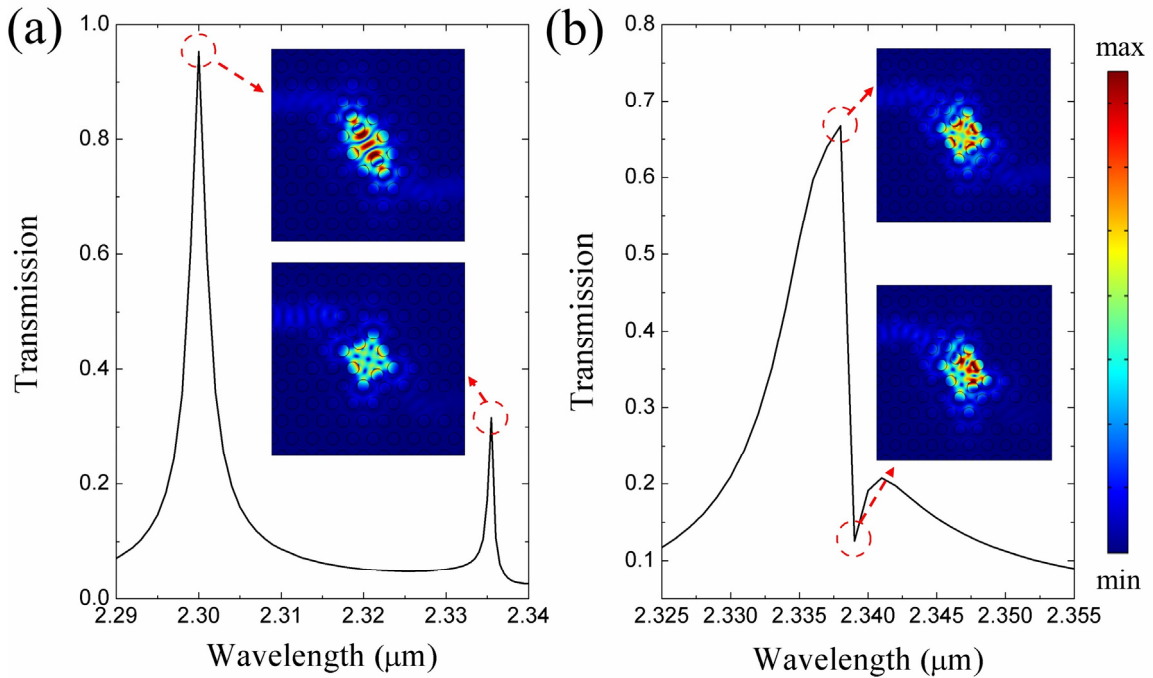 (a)
1.0
0.8
0.6
0.4
0.2
0.0
Transmission
2.29 2.30 2.31 2.32 2.33 2.34
Wavelength (μm)
(b)
0.8
0.7
0.6
0.5
0.4
0.3
0.2
0.1
Transmission
2.325 2.330 2.335 2.340 2.345 2.350 2.355
Wavelength (μm)
max
min